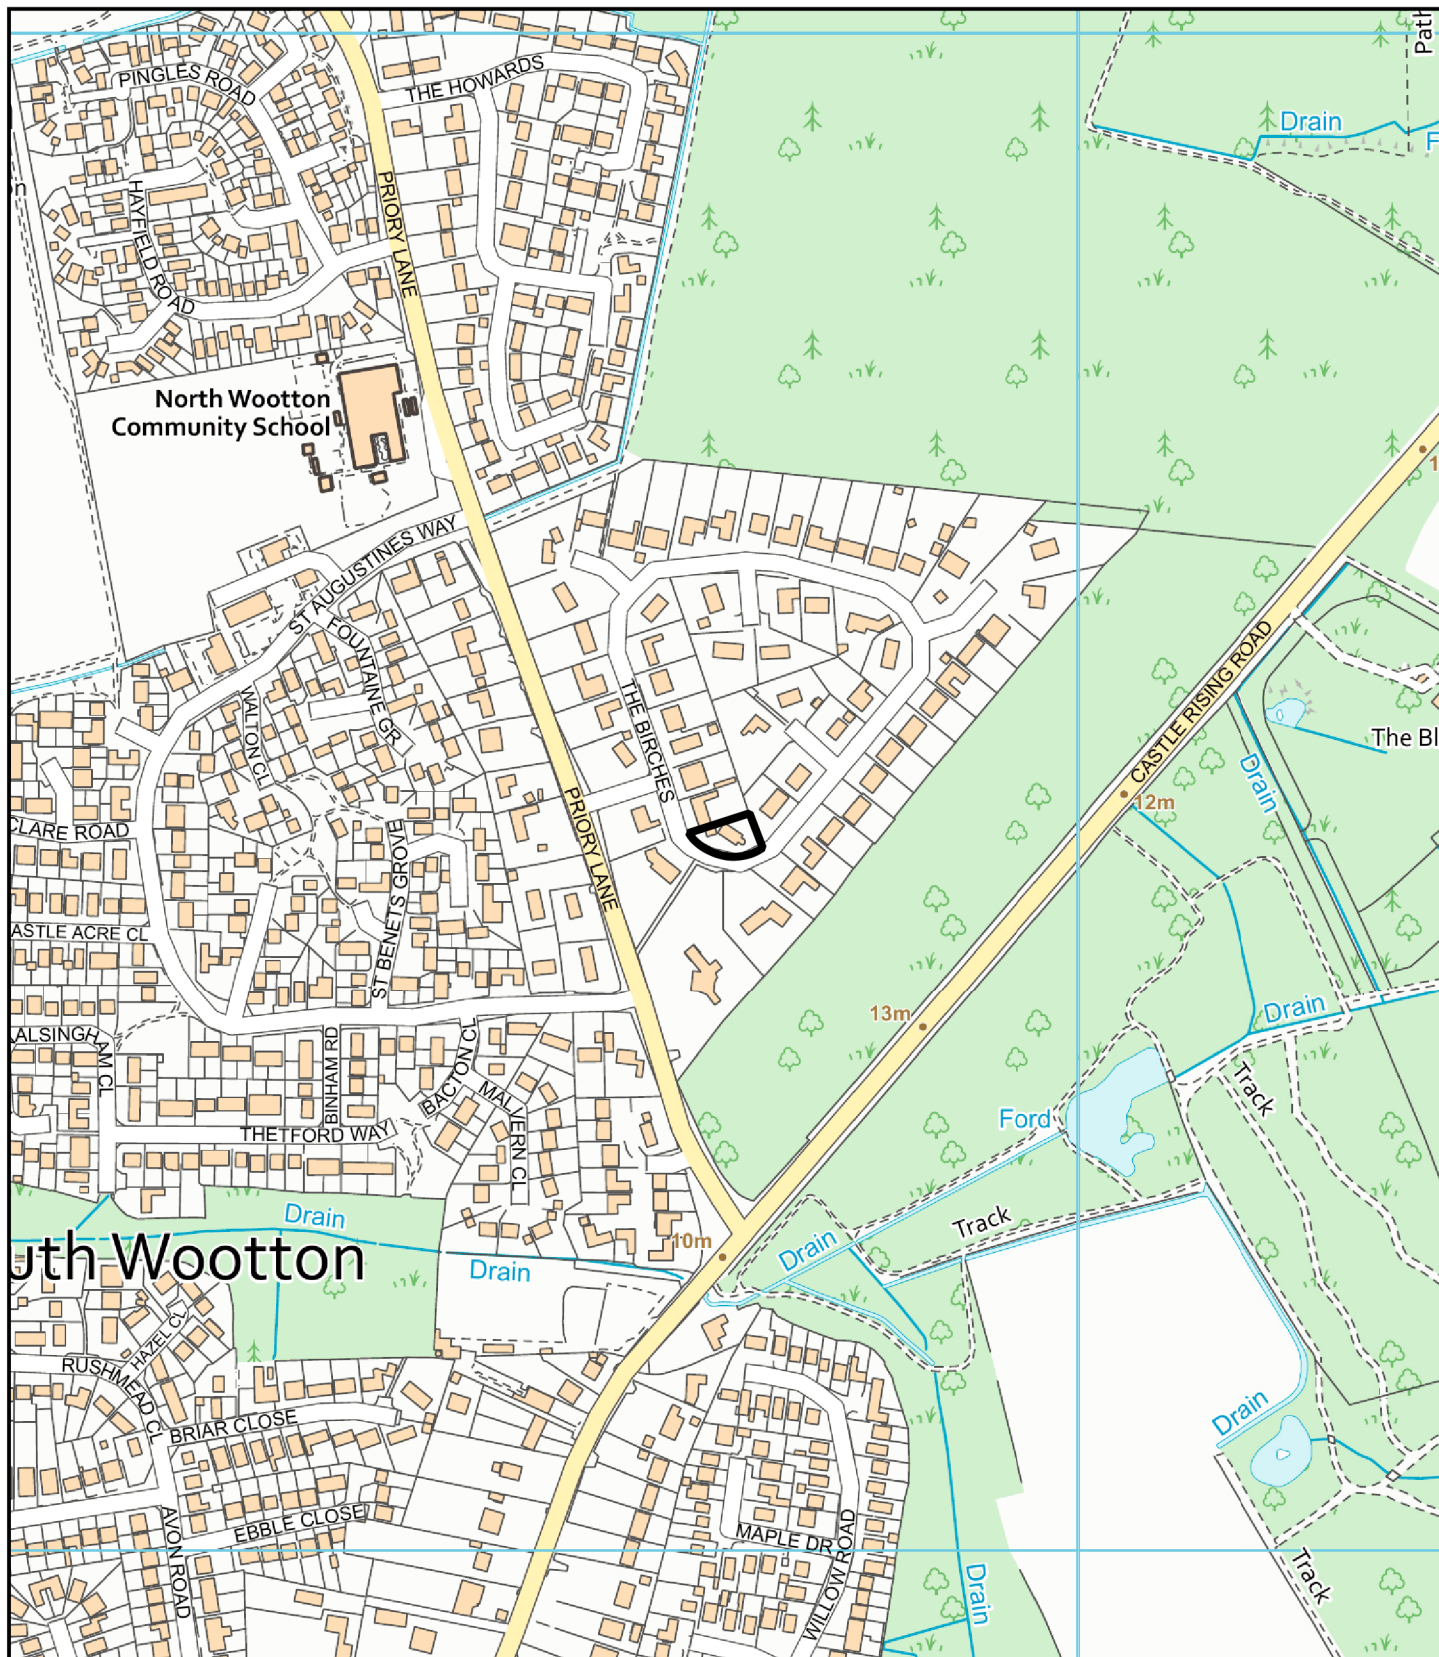 Path
PINGLES ROAD
THE HOWARDS
Drain
F
n
HAYFIELD ROAD
PRIORY LANE
North Wootton
Community School
1
ST AUGUSTINES WAY
FOUNTAINE GR
CASTLE RISING ROAD
WALTON CL
THE BIRCHES
The Bl
Drain
12m
CLARE ROAD
PRIORY LANE
ST BENETS GROVE
ASTLE ACRE CL
13m
Drain
ALSINGHAM CL
BINHAM RD
BACTON CL
MALVERN CL
Track
Ford
THETFORD WAY
Drain
Track
uth Wootton
10m
Drain
Drain
HAZEL CL
RUSHMEAD CL
BRIAR CLOSE
Drain
AVON ROAD
EBBLE CLOSE
MAPLE DR
WILLOW ROAD
Drain
Track